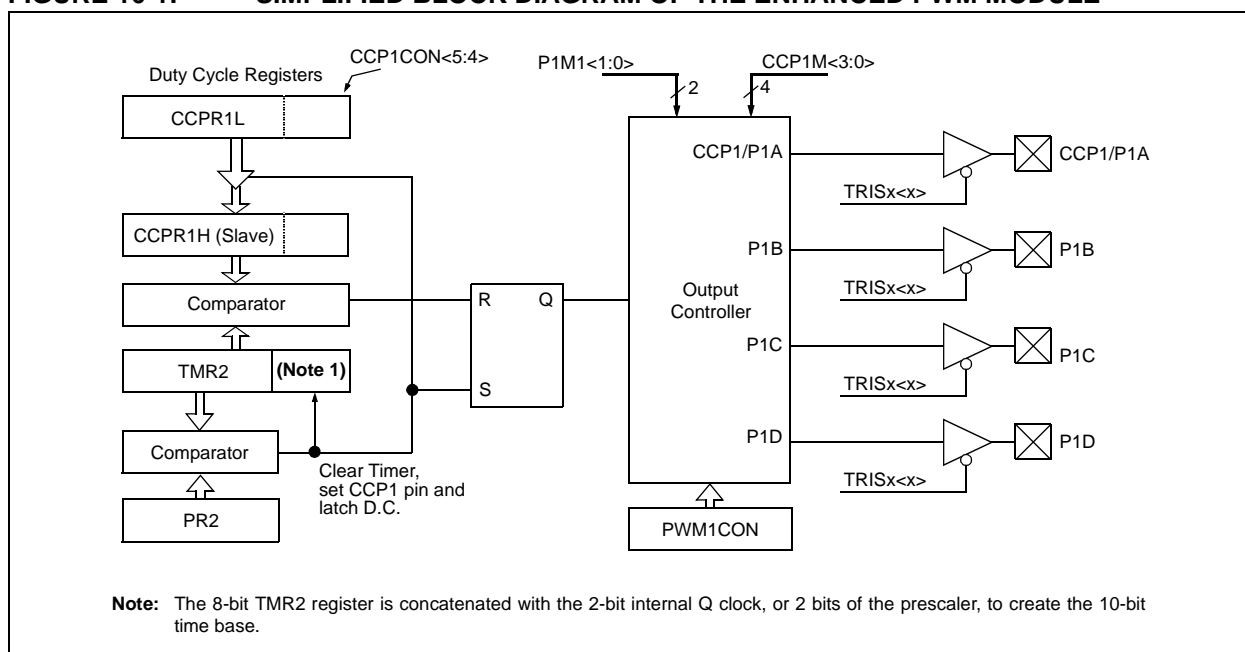 CCP1CON<5:4>
Duty Cycle Registers
CCPR1L
CCPR1H (Slave)
Comparator
TMR2
(Note 1)
Comparator
PR2
Clear Timer,
set CCP1 pin and
latch D.C.
R
Q
S
P1M1<1:0>
2
CCP1M<3:0>
4
Output
Controller
CCP1/P1A
P1B
P1C
P1D
PWM1CON
TRISx<x>
CCP1/P1A
TRISx<x>
P1B
TRISx<x>
P1C
TRISx<x>
P1D
Note: The 8-bit TMR2 register is concatenated with the 2-bit internal Q clock, or 2 bits of the prescaler, to create the 10-bit
time base.